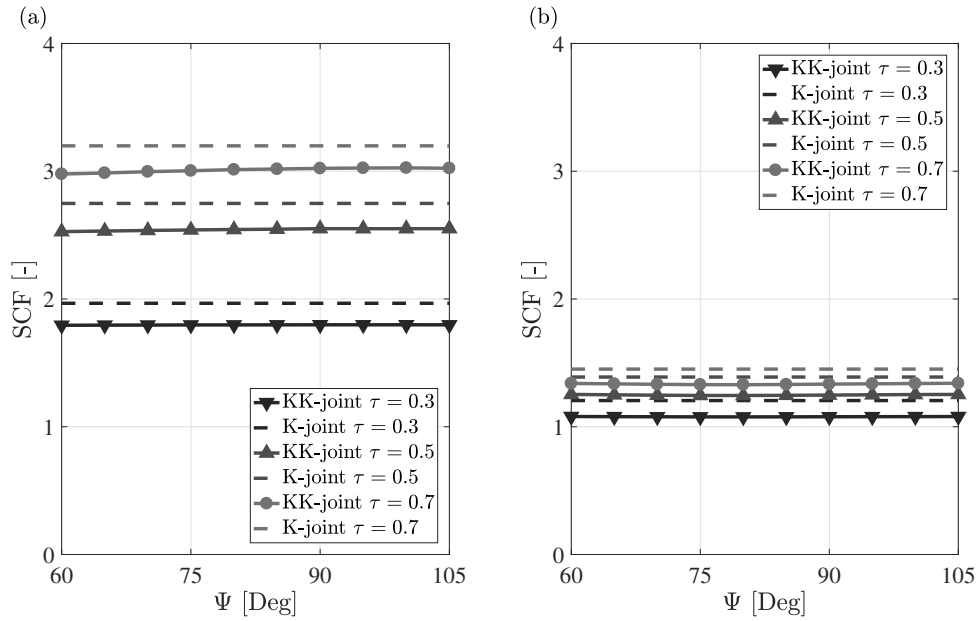 (a)
4
3
2
1
0
SCF [-]
KK-joint τ = 0.3
K-joint τ = 0.3
KK-joint τ = 0.5
K-joint τ = 0.5
KK-joint τ = 0.7
K-joint τ = 0.7
60 75 90 105
Ψ [Deg]
(b)
4
3
2
1
0
SCF [-]
KK-joint τ = 0.3
K-joint τ = 0.3
KK-joint τ = 0.5
K-joint τ = 0.5
KK-joint τ = 0.7
K-joint τ = 0.7
60 75 90 105
Ψ [Deg]